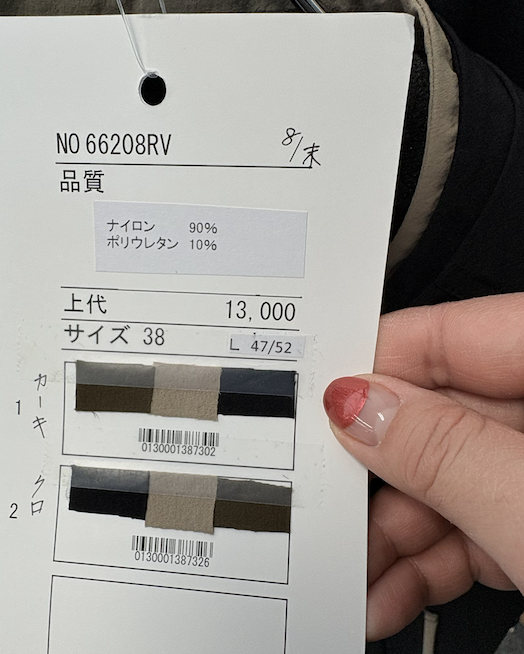 NO 66208RV 8/末
品質
ナイロン 90%
ポリウレタン 10%
上代 13,000
サイズ 38 L 47/52
1 カーキ
0130001387302
2 クロ
0130001387326